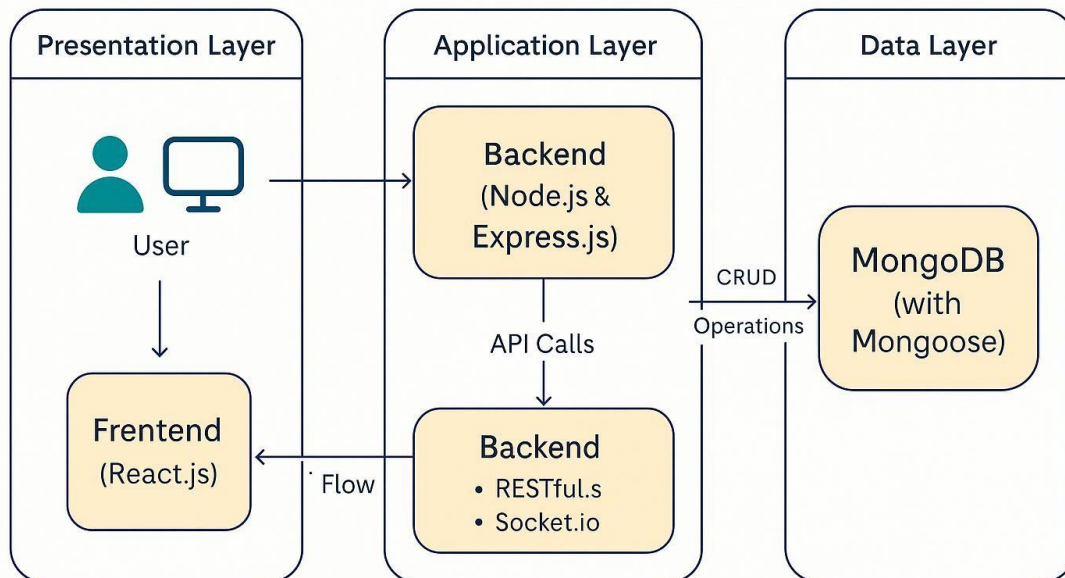 Presentation Layer
User
Frentend
(React.js)
Flow
Application Layer
Backend
(Node.js &
Express.js)
API Calls
Backend
• RESTful.s
• Socket.io
CRUD
Operations
Data Layer
MongoDB
(with
Mongoose)